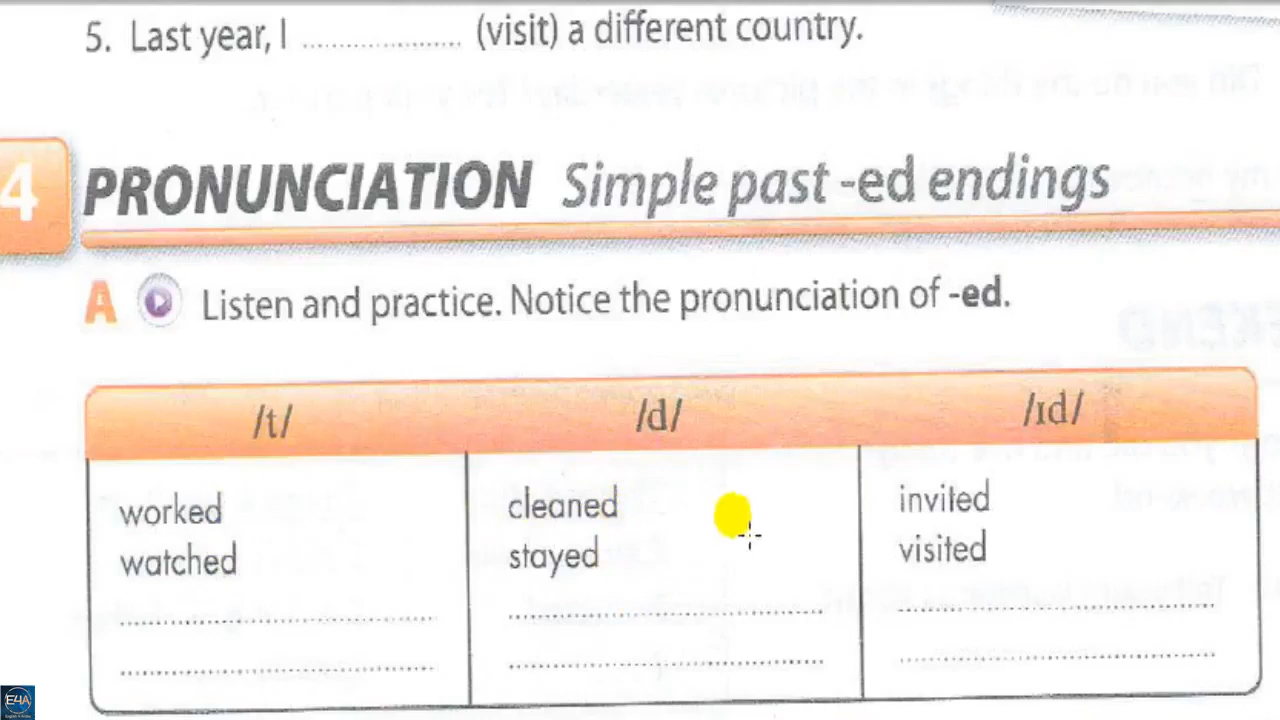 5. Last year, I .................... (visit) a different country.
4 PRONUNCIATION Simple past -ed endings
A Listen and practice. Notice the pronunciation of -ed.
/t/ /d/ /ɪd/
worked cleaned invited
watched stayed visited
E4A